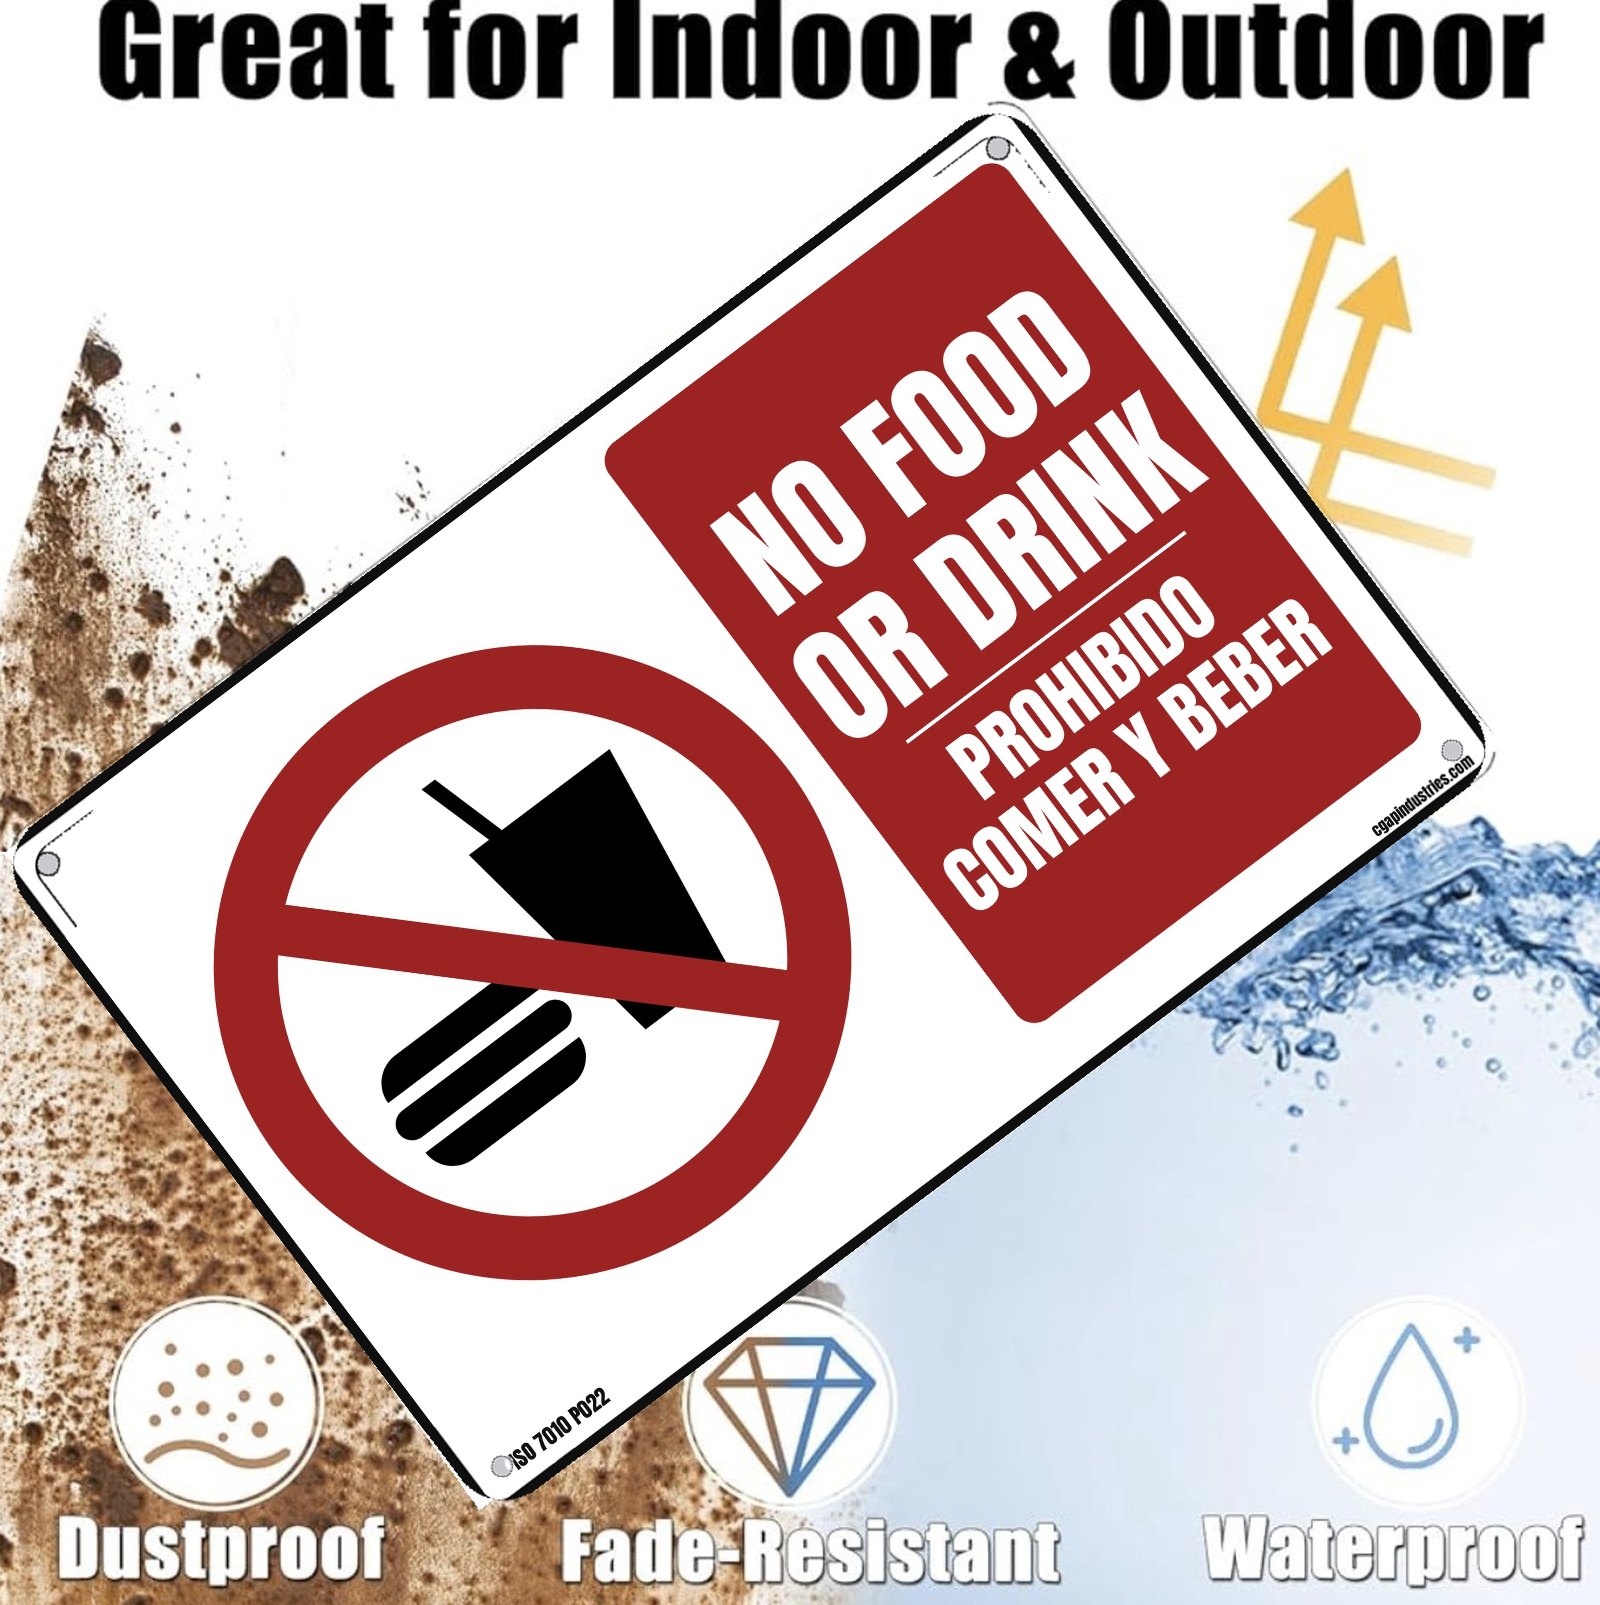 Great for Indoor & Outdoor
NO FOOD
OR DRINK
PROHIBIDO
COMER Y BEBER
cgapindustries.com
ISO 7010 P022
Dustproof
Fade-Resistant
Waterproof